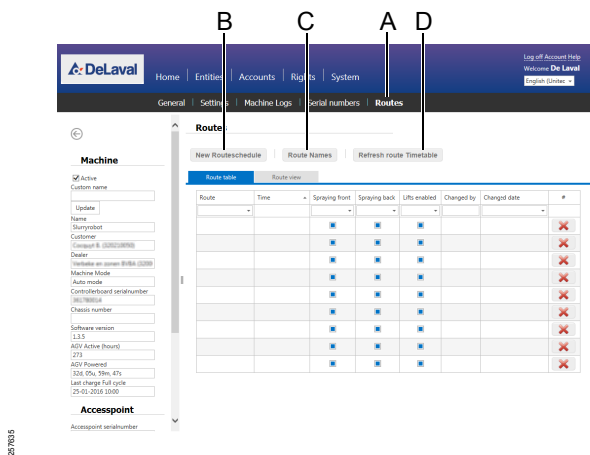 B C A D
DeLaval
Log off Account Help
Welcome De Laval
English (Unitec
Home Entities Accounts Rights System
General Settings Machine Logs Serial numbers Routes
Routes
New Routeschedule Route Names Refresh route Timetable
Route table Route view
Route Time Spraying front Spraying back Lifts enabled Changed by Changed date #
Machine
Active
Custom name
Update
Name
Slurryrobot
Customer
Dealer
Machine Mode
Auto mode
Controllerboard serialnumber
Chassis number
Software version
1.3.5
AGV Active (hours)
273
AGV Powered
32d, 05u, 59m, 47s
Last charge Full cycle
25-01-2016 10:00
Accesspoint
Accesspoint serialnumber
257635